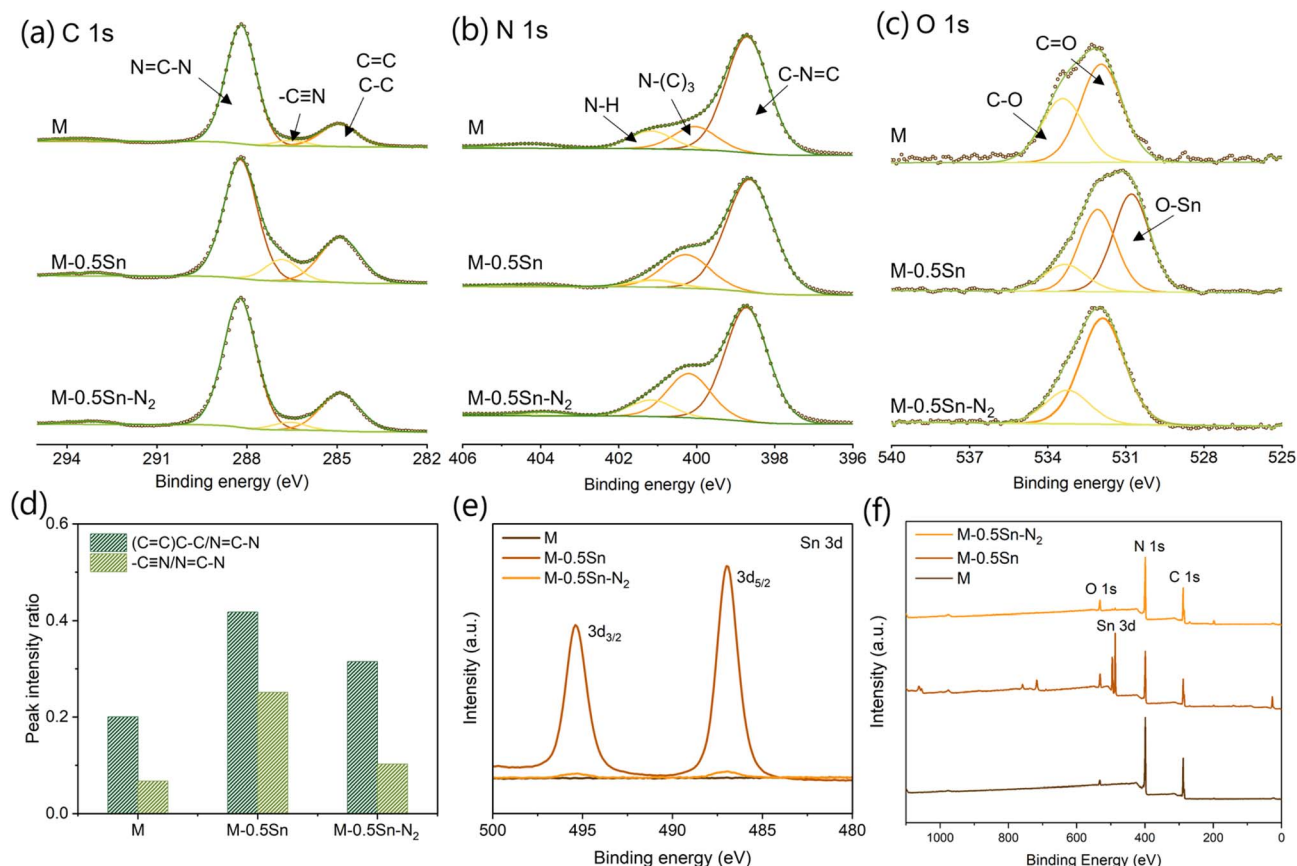 (a) C 1s
N=C-N
-C≡N
C=C
C-C
M
M-0.5Sn
M-0.5Sn-N₂
294 291 288 285 282
Binding energy (eV)
(b) N 1s
N-H
N-(C)₃
C-N=C
M
M-0.5Sn
M-0.5Sn-N₂
406 404 402 400 398 396
Binding energy (eV)
(c) O 1s
C=O
C-O
M
O-Sn
M-0.5Sn
M-0.5Sn-N₂
540 537 534 531 528 525
Binding energy (eV)
(d)
Peak intensity ratio
0.6
0.4
0.2
0.0
(C=C)C-C/N=C-N
-C≡N/N=C-N
M M-0.5Sn M-0.5Sn-N₂
(e)
Intensity (a.u.)
M
M-0.5Sn
M-0.5Sn-N₂
Sn 3d
3d₃/₂
3d₅/₂
500 495 490 485 480
Binding energy (eV)
(f)
Intensity (a.u.)
M-0.5Sn-N₂
M-0.5Sn
M
N 1s
O 1s
C 1s
Sn 3d
1000 800 600 400 200 0
Binding Energy (eV)